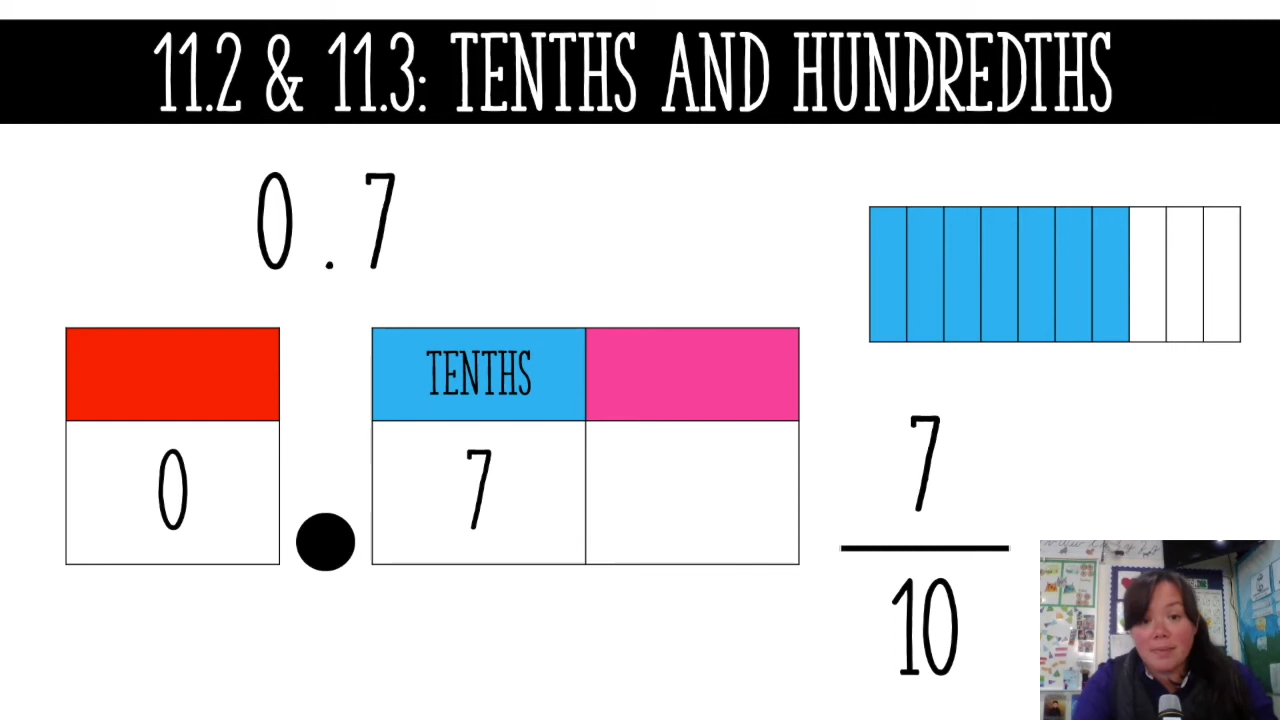 11.2 & 11.3: TENTHS AND HUNDREDTHS
0.7
TENTHS
0 . 7
7
10